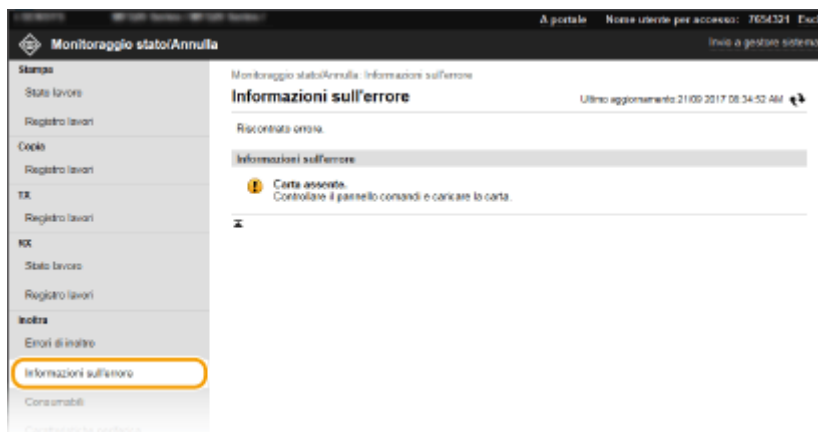 A portale Nome utente per accesso: 7654321
Monitoraggio stato/Annulla
Invio a gestore sistema
Stampa
Stato lavoro
Registro lavori
Copia
Registro lavori
TX
Registro lavori
RX
Stato lavoro
Registro lavori
Inoltra
Errori di inoltro
Informazioni sull'errore
Consumabili
Monitoraggio stato/Annulla: Informazioni sull'errore
Informazioni sull'errore
Ultimo aggiornamento 21/09 2017 08:34:52 AM
Riscontrato errore.
Informazioni sull'errore
Carta assente.
Controllare il pannello comandi e caricare la carta.